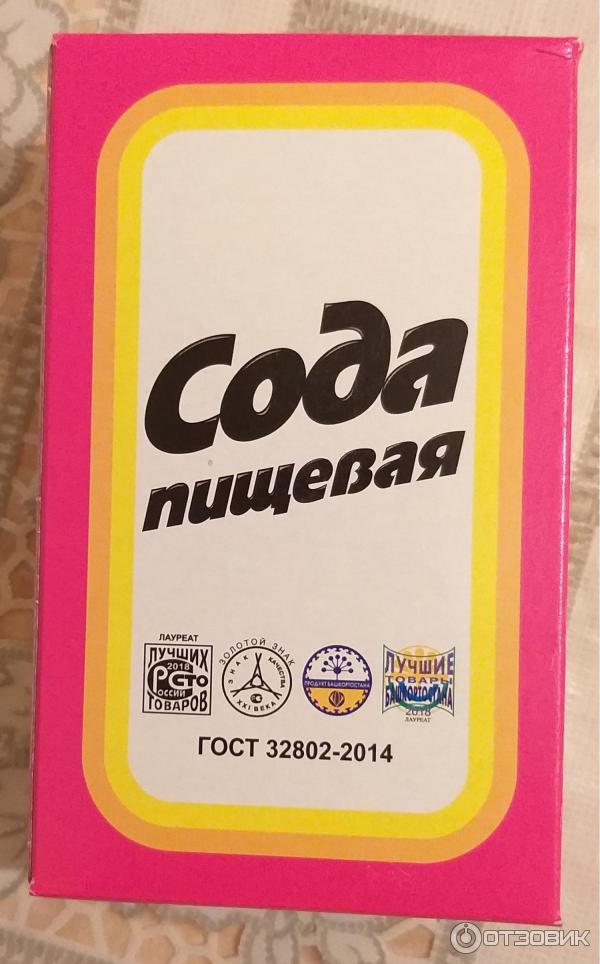 Сода
пищевая
ЛАУРЕАТ
ЛУЧШИХ
2018
РОССИИ
СТО
ТОВАРОВ
ЗОЛОТОЙ ЗНАК
ЗНАК КАЧЕСТВА
XXI ВЕКА
ПРОДУКТ БАШКОРТОСТАНА
ЛУЧШИЕ
ТОВАРЫ
БАШКОРТОСТАНА
2018
ЛАУРЕАТ
ГОСТ 32802-2014
ОТЗОВИК